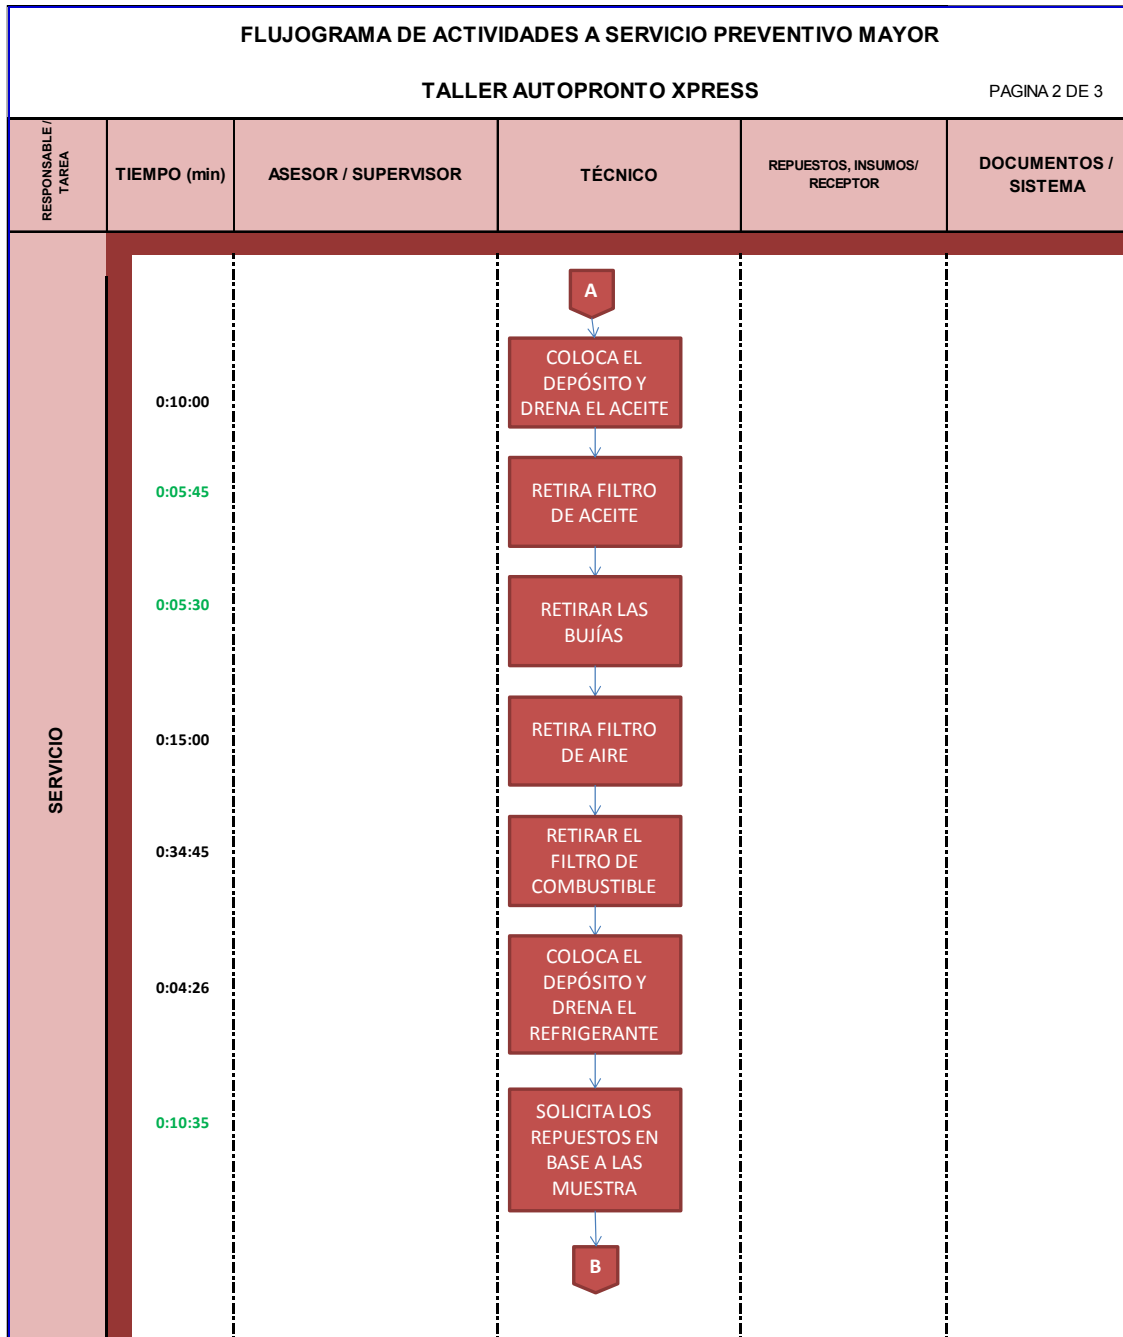 FLUJOGRAMA DE ACTIVIDADES A SERVICIO PREVENTIVO MAYOR
TALLER AUTOPRONTO XPRESS
PAGINA 2 DE 3
RESPONSABLE /
TAREA
TIEMPO (min)
ASESOR / SUPERVISOR
TÉCNICO
REPUESTOS, INSUMOS/
RECEPTOR
DOCUMENTOS /
SISTEMA
SERVICIO
A
0:10:00
COLOCA EL
DEPÓSITO Y
DRENA EL ACEITE
0:05:45
RETIRA FILTRO
DE ACEITE
0:05:30
RETIRAR LAS
BUJÍAS
0:15:00
RETIRA FILTRO
DE AIRE
0:34:45
RETIRAR EL
FILTRO DE
COMBUSTIBLE
0:04:26
COLOCA EL
DEPÓSITO Y
DRENA EL
REFRIGERANTE
0:10:35
SOLICITA LOS
REPUESTOS EN
BASE A LAS
MUESTRA
B